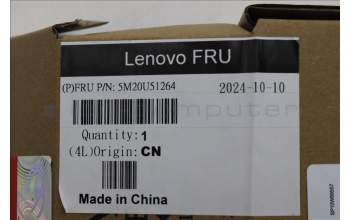 Lenovo FRU
(P)FRU P/N: 5M20U51264
2024-10-10
Quantity: 1
(4L)Origin: CN
Made in China